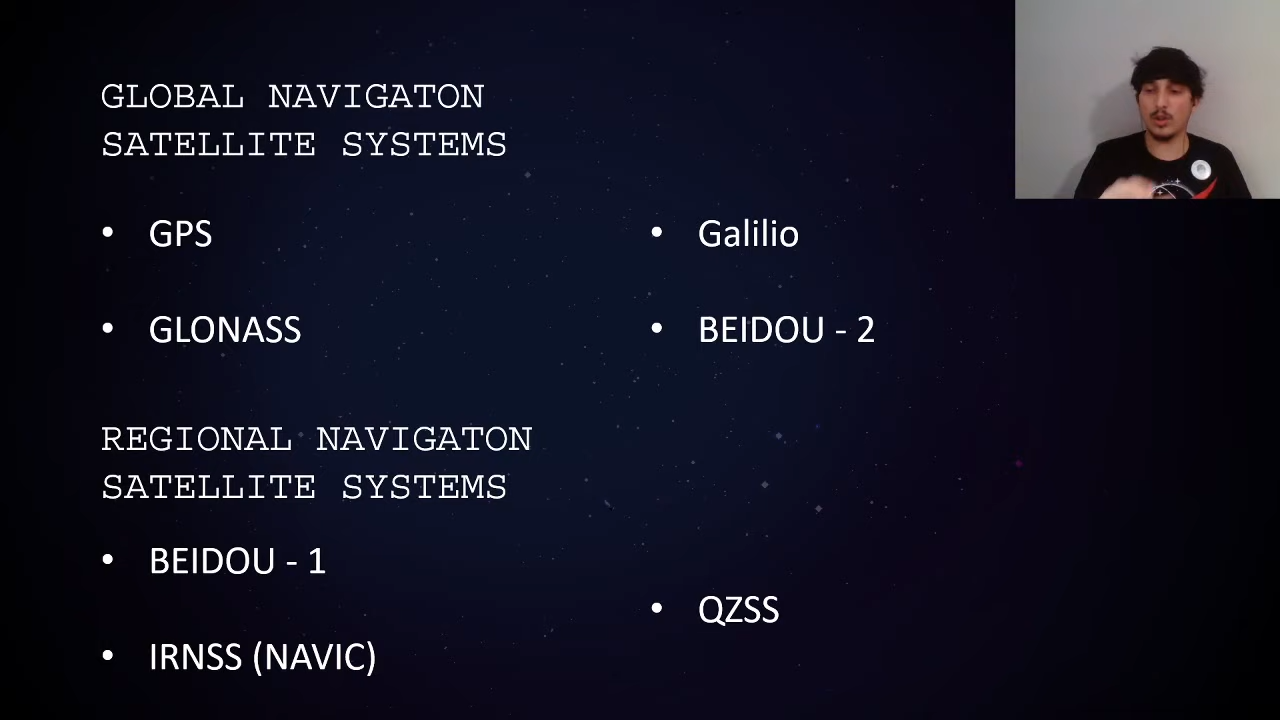 GLOBAL NAVIGATON
SATELLITE SYSTEMS
• GPS
• Galilio
• GLONASS
• BEIDOU - 2
REGIONAL NAVIGATON
SATELLITE SYSTEMS
• BEIDOU - 1
• QZSS
• IRNSS (NAVIC)